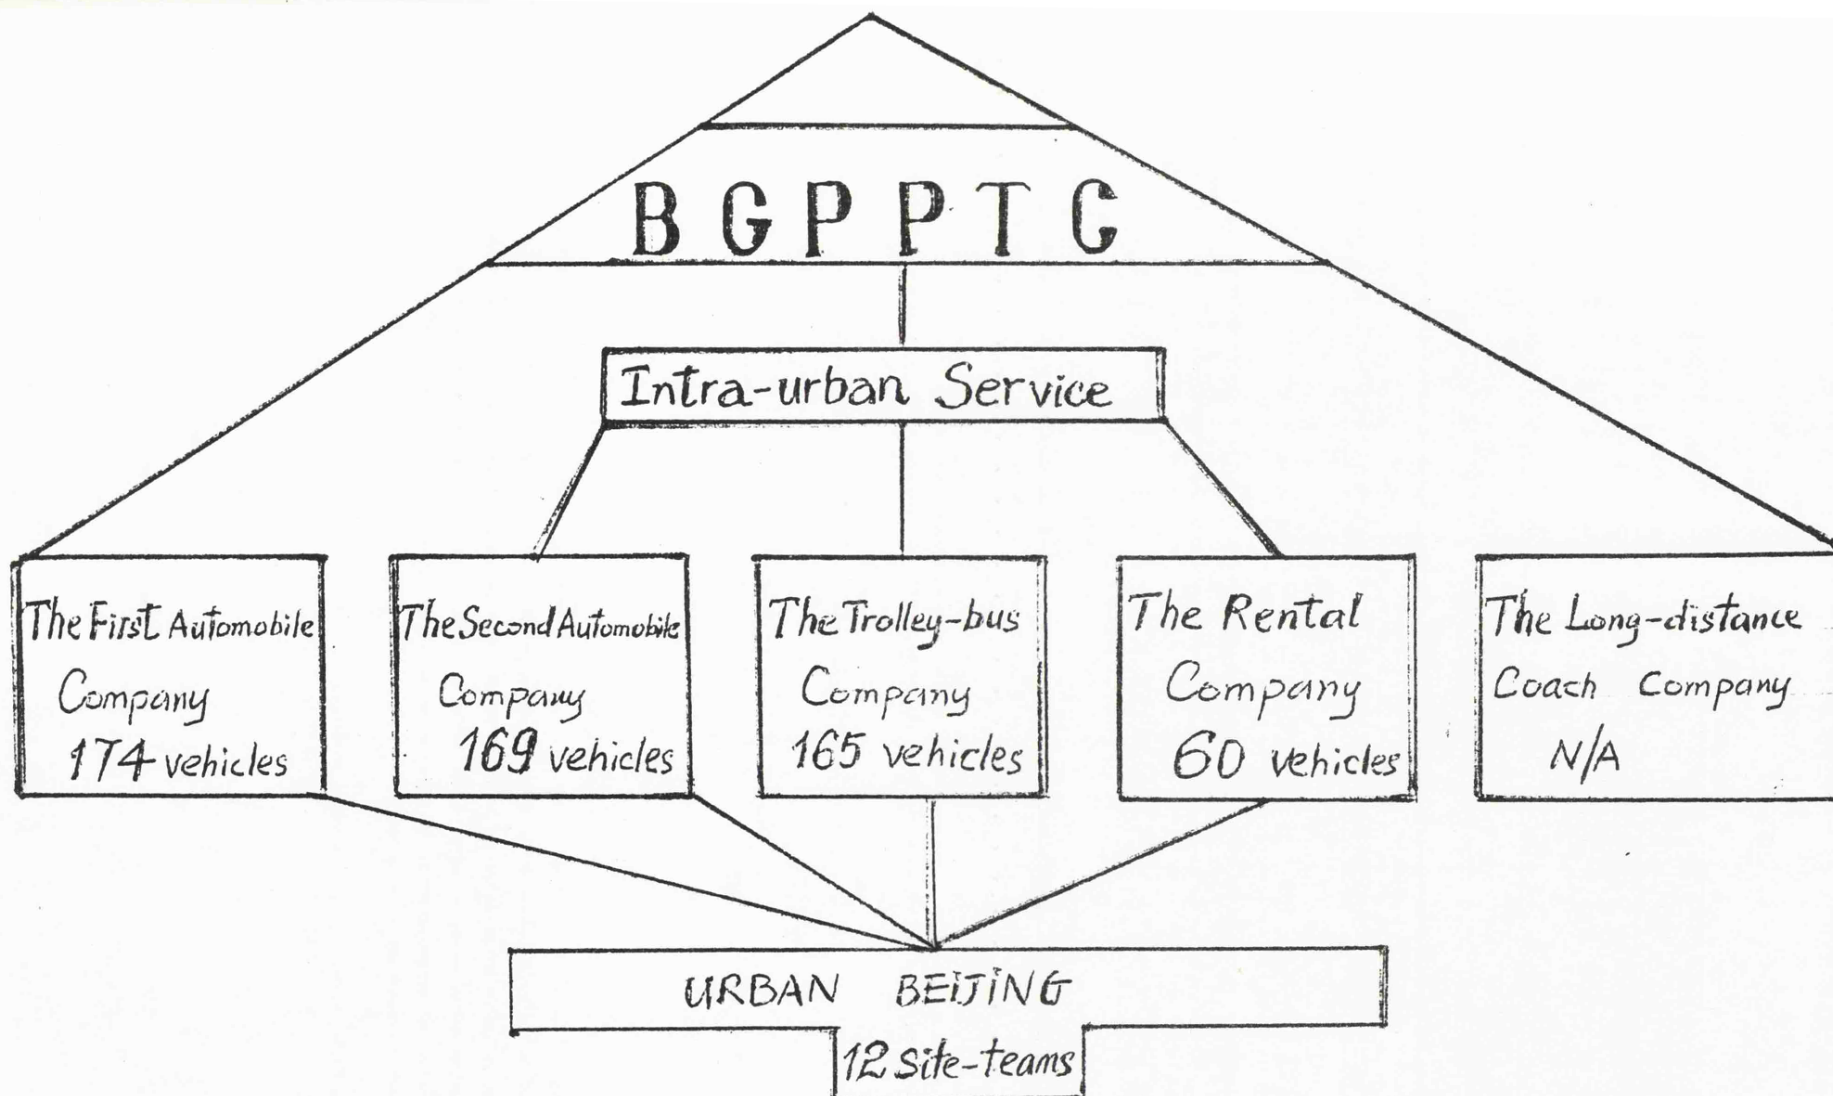 BGPPTC
Intra-urban Service
The First Automobile
Company
174 vehicles
The Second Automobile
Company
169 vehicles
The Trolley-bus
Company
165 vehicles
The Rental
Company
60 vehicles
The Long-distance
Coach Company
N/A
URBAN BEIJING
12 site-teams